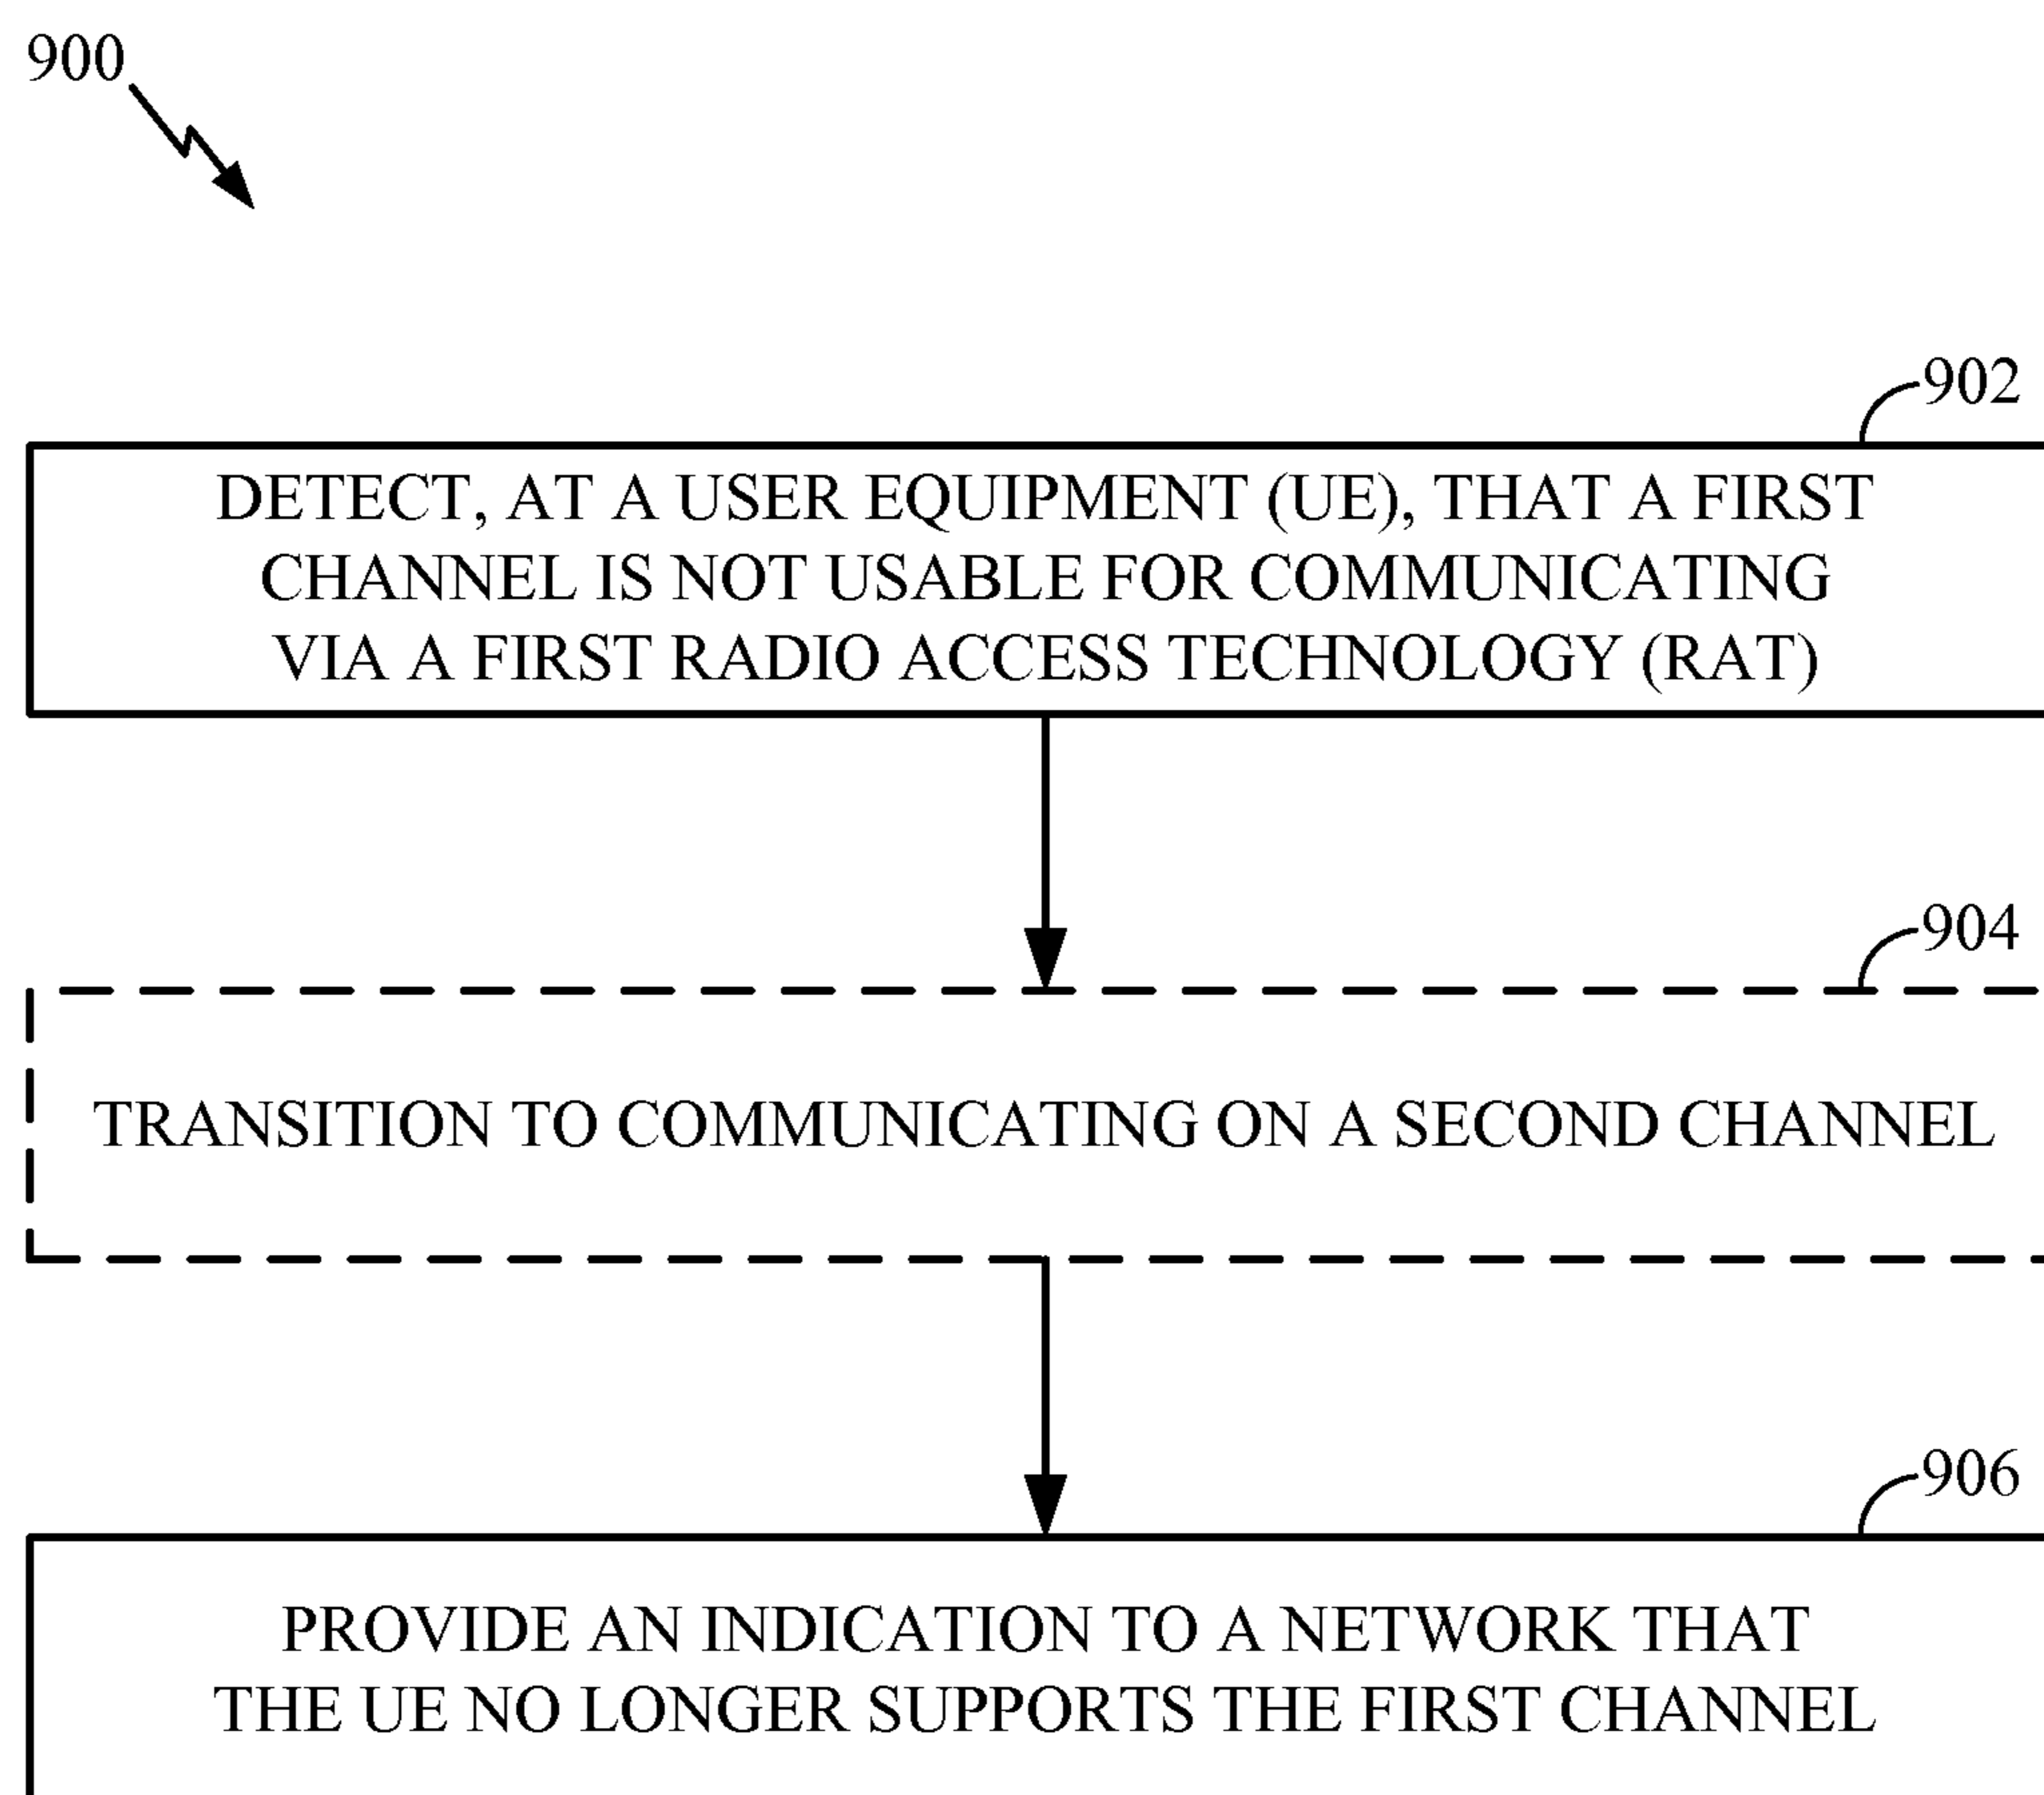 900
902
DETECT, AT A USER EQUIPMENT (UE), THAT A FIRST
CHANNEL IS NOT USABLE FOR COMMUNICATING
VIA A FIRST RADIO ACCESS TECHNOLOGY (RAT)
904
TRANSITION TO COMMUNICATING ON A SECOND CHANNEL
906
PROVIDE AN INDICATION TO A NETWORK THAT
THE UE NO LONGER SUPPORTS THE FIRST CHANNEL